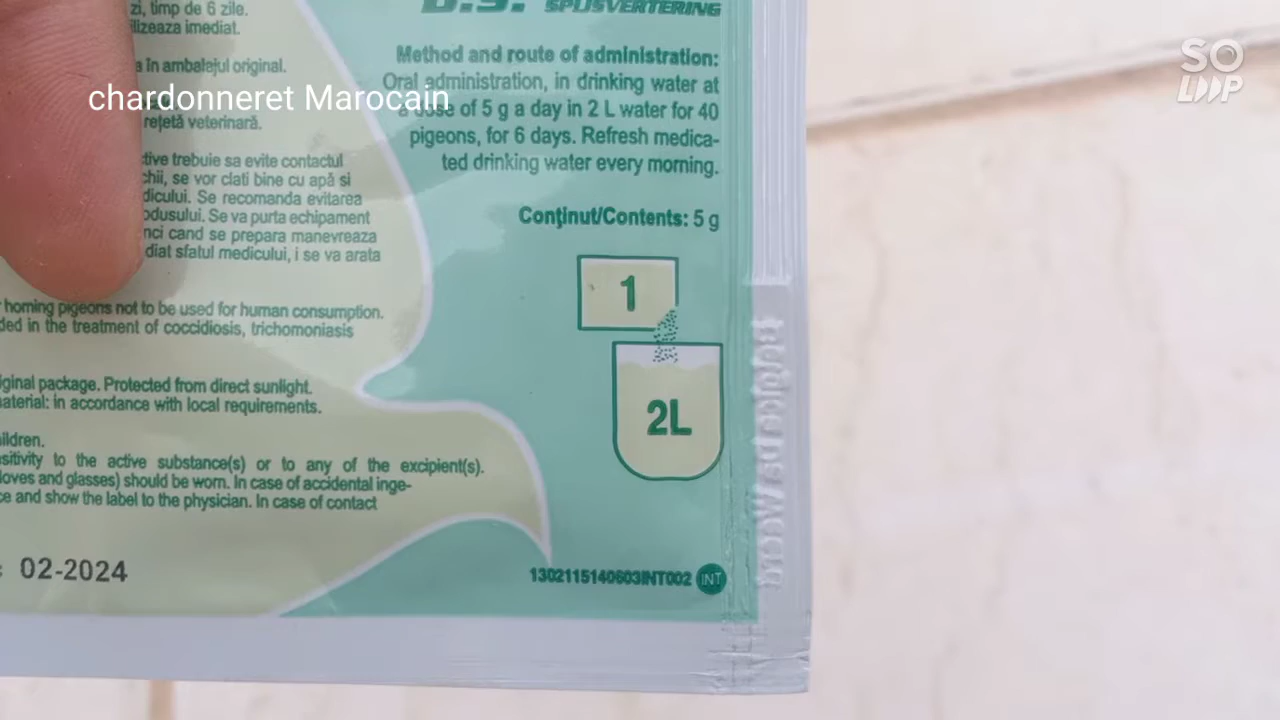 zi, timp de 6 zile.
lizeaza imediat.
a în ambalajul original.
rețetă veterinară.
tive trebuie sa evite contactul
chii, se vor clati bine cu apă si
dicului. Se recomanda evitarea
odusului. Se va purta echipament
nci cand se prepara manevreaza
diat sfatul medicului, i se va arata
homing pigeons not to be used for human consumption.
ded in the treatment of coccidiosis, trichomoniasis
iginal package. Protected from direct sunlight.
aterial: in accordance with local requirements.
ildren.
sitivity to the active substance(s) or to any of the excipient(s).
loves and glasses) should be worn. In case of accidental inge-
ce and show the label to the physician. In case of contact
02-2024
B.S. SPIJSVERTERING
Method and route of administration:
Oral administration, in drinking water at
a dose of 5 g a day in 2 L water for 40
pigeons, for 6 days. Refresh medica-
ted drinking water every morning.
Conţinut/Contents: 5 g
1
2L
1302115140603INT002 INT
chardonneret Marocain
SO
LOOP